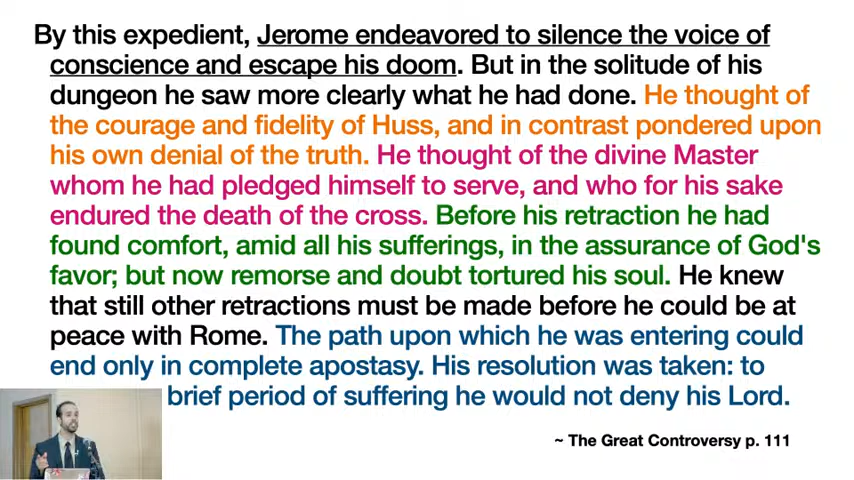 By this expedient, Jerome endeavored to silence the voice of
conscience and escape his doom. But in the solitude of his
dungeon he saw more clearly what he had done. He thought of
the courage and fidelity of Huss, and in contrast pondered upon
his own denial of the truth. He thought of the divine Master
whom he had pledged himself to serve, and who for his sake
endured the death of the cross. Before his retraction he had
found comfort, amid all his sufferings, in the assurance of God's
favor; but now remorse and doubt tortured his soul. He knew
that still other retractions must be made before he could be at
peace with Rome. The path upon which he was entering could
end only in complete apostasy. His resolution was taken: to
brief period of suffering he would not deny his Lord.
~ The Great Controversy p. 111